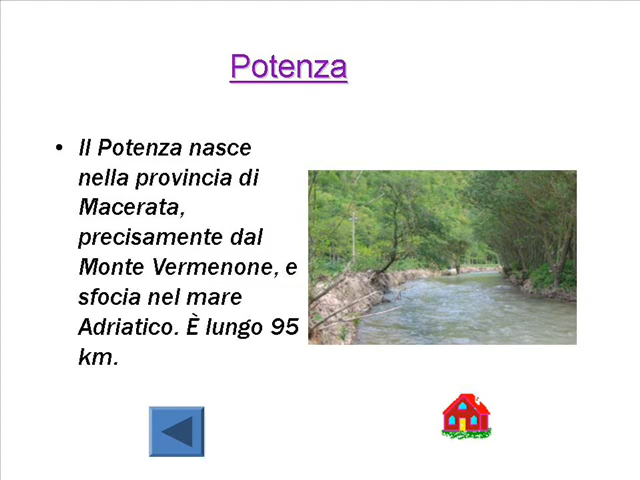 Potenza
• Il Potenza nasce
nella provincia di
Macerata,
precisamente dal
Monte Vermenone, e
sfocia nel mare
Adriatico. È lungo 95
km.